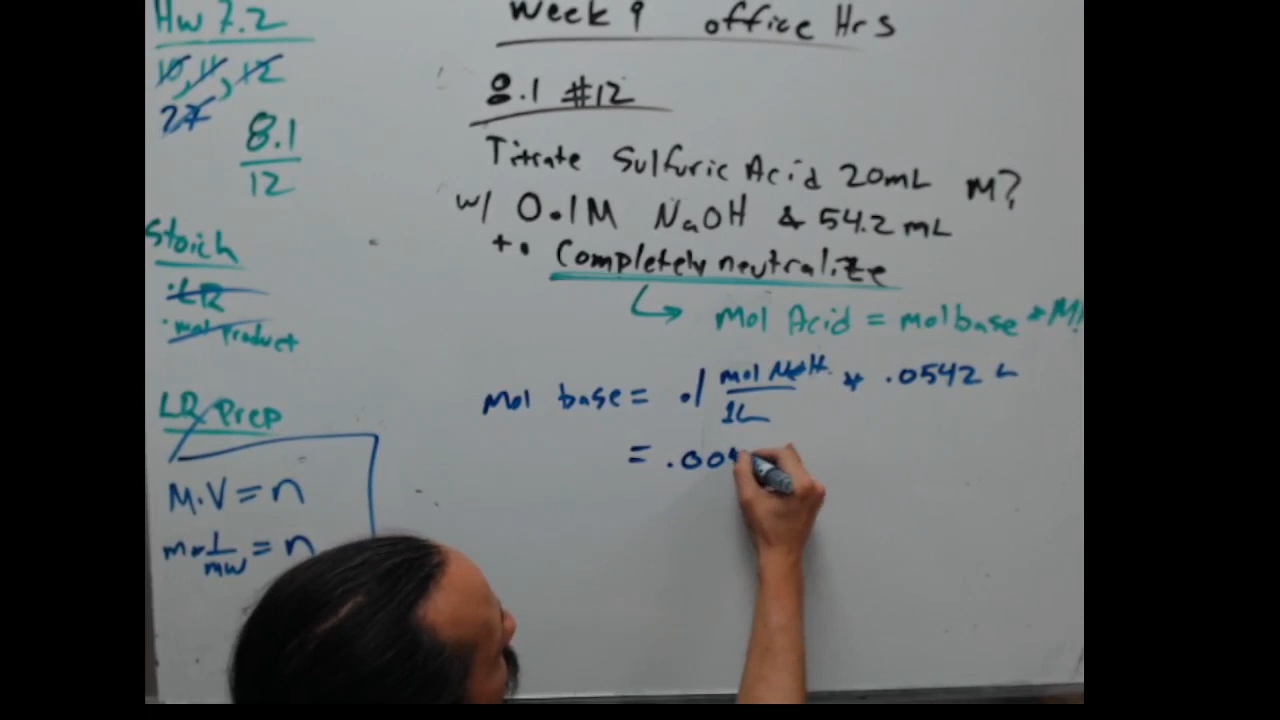 Hw 7.2
10, 11, 12
27
8.1
12
Stoich
·LR
·mol product
LR Prep
M·V = n
m·1/mw = n
Week 9 office Hrs
8.1 #12
Titrate Sulfuric Acid 20mL M?
w/ 0.1M NaOH & 54.2 mL
to Completely neutralize
↳ Mol Acid = mol base * M
Mol base = .1 mol NaOH/1L * .0542 L
= .00